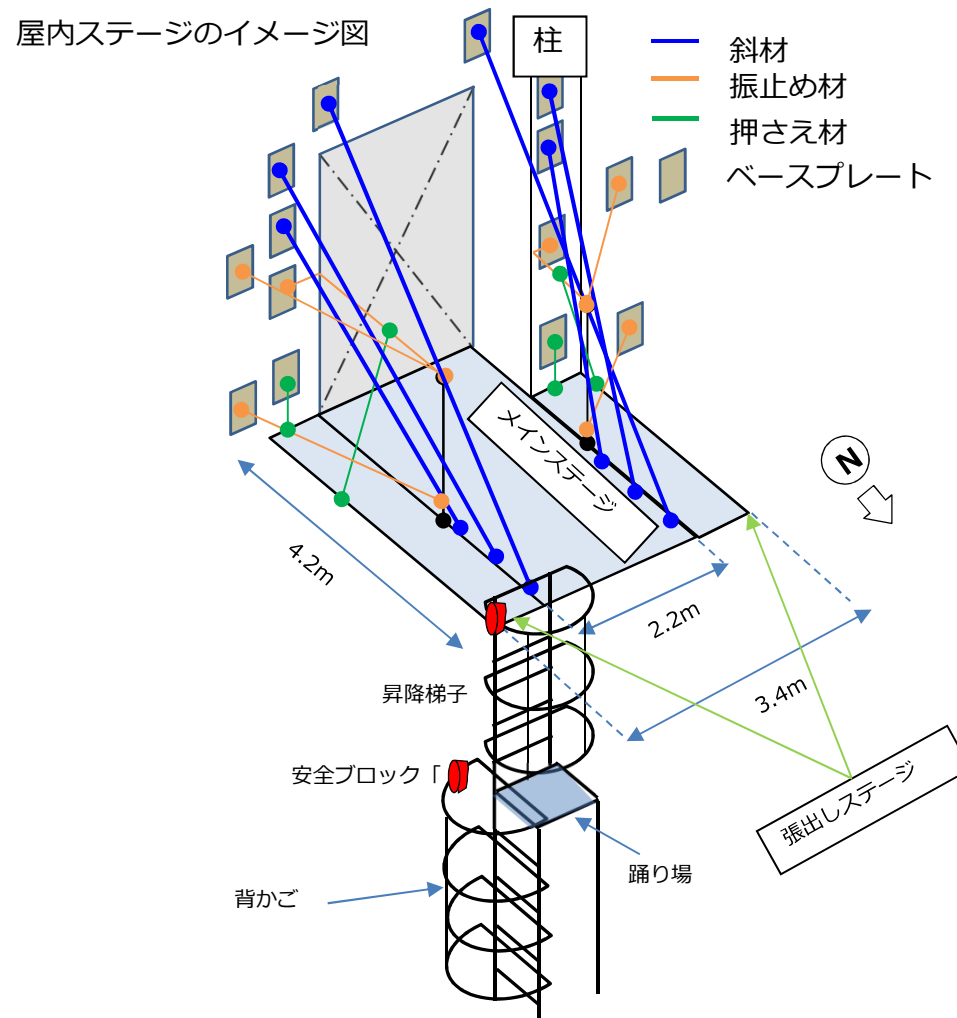 屋内ステージのイメージ図
柱
斜材
振止め材
押さえ材
ベースプレート
メインステージ
N
4.2m
2.2m
3.4m
昇降梯子
安全ブロック「
張出しステージ
踊り場
背かご